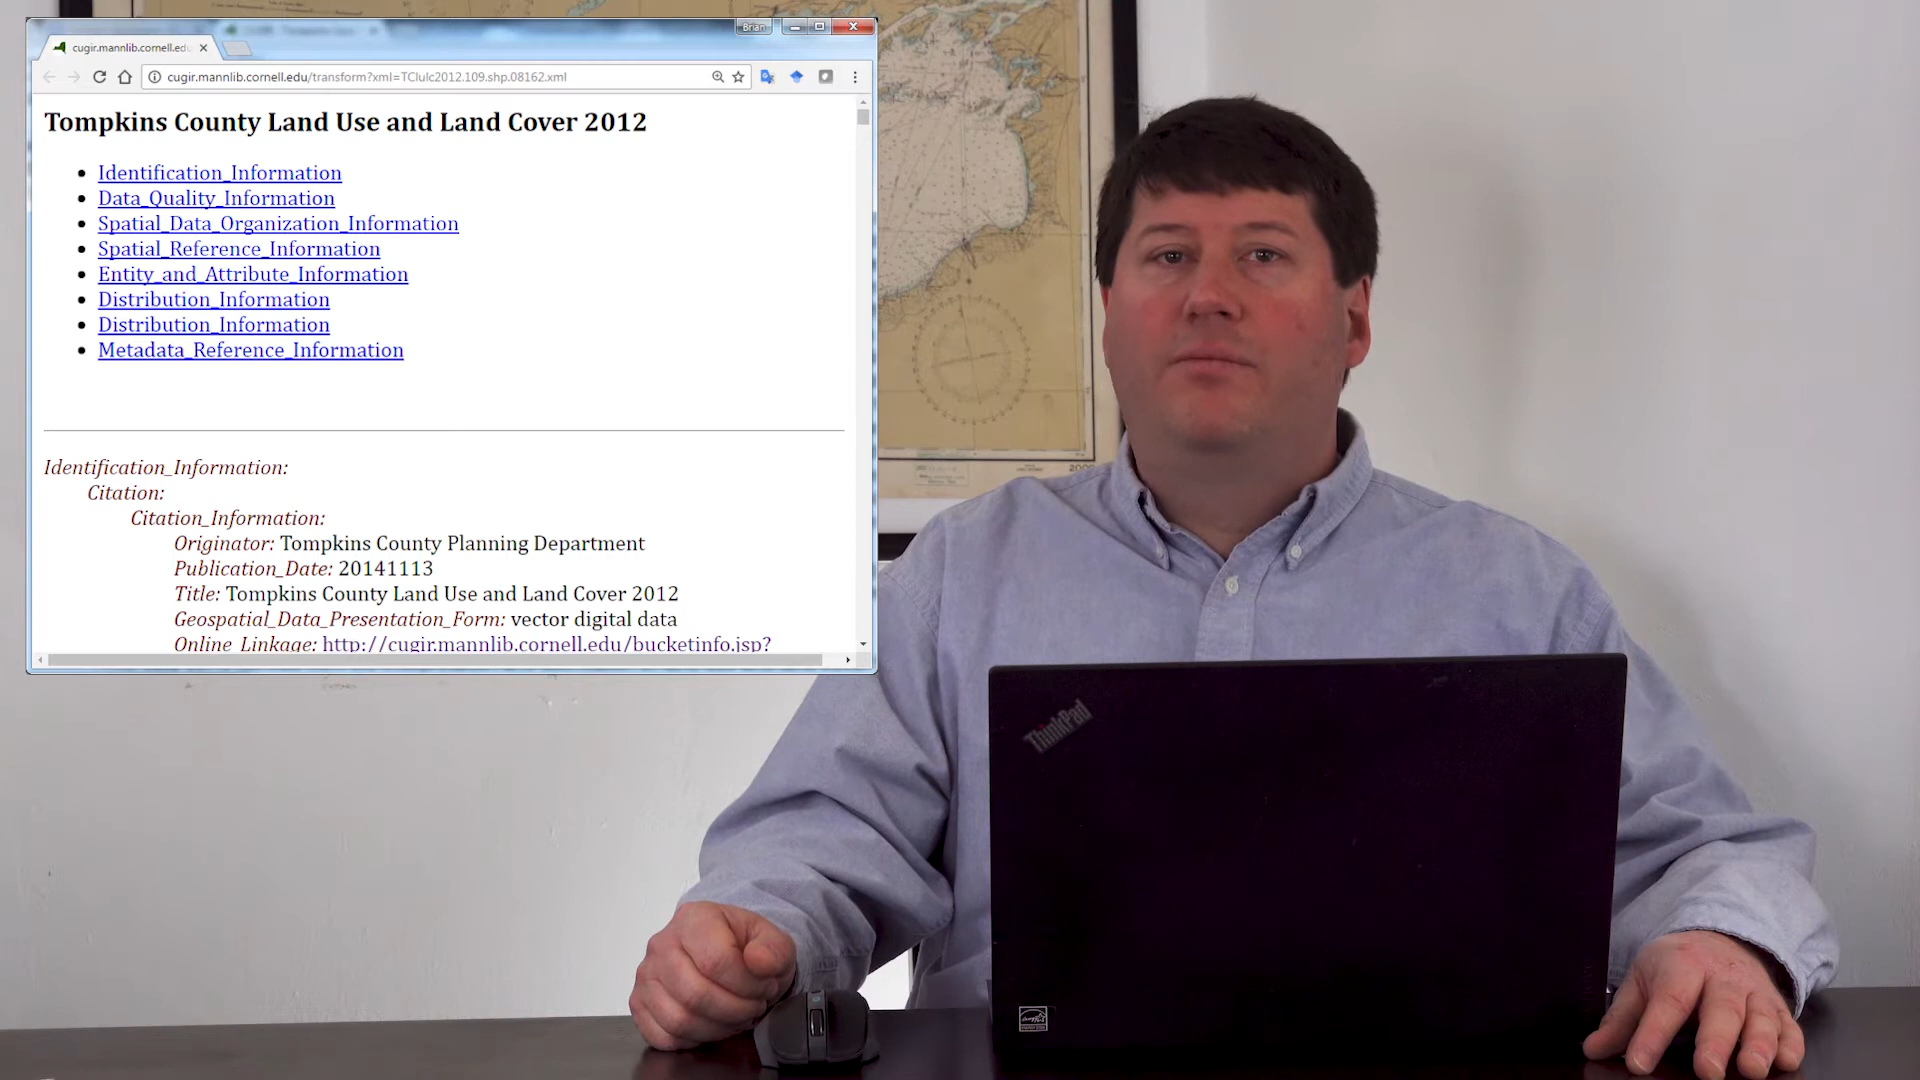 Brian
cugir.mannlib.cornell.edu
cugir.mannlib.cornell.edu/transform?xml=TClulc2012.109.shp.08162.xml
Tompkins County Land Use and Land Cover 2012
Identification_Information
Data_Quality_Information
Spatial_Data_Organization_Information
Spatial_Reference_Information
Entity_and_Attribute_Information
Distribution_Information
Distribution_Information
Metadata_Reference_Information
Identification_Information:
Citation:
Citation_Information:
Originator: Tompkins County Planning Department
Publication_Date: 20141113
Title: Tompkins County Land Use and Land Cover 2012
Geospatial_Data_Presentation_Form: vector digital data
Online_Linkage: http://cugir.mannlib.cornell.edu/bucketinfo.jsp?
ThinkPad